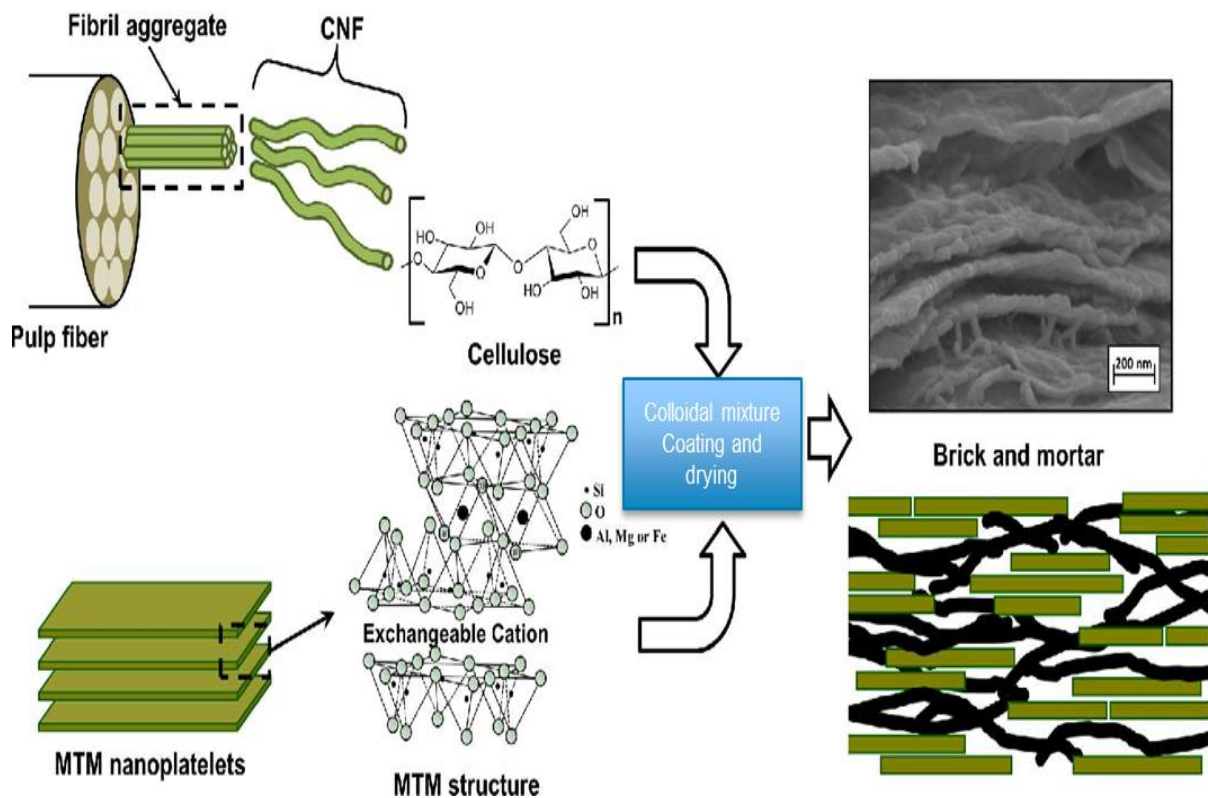 Fibril aggregate
CNF
Pulp fiber
OH
HO
OH
O
O
O
OH
OH
O
O
HO
OH
n
Cellulose
Si
O
Al, Mg or Fe
Exchangeable Cation
MTM nanoplatelets
MTM structure
Colloidal mixture
Coating and
drying
200 nm
Brick and mortar